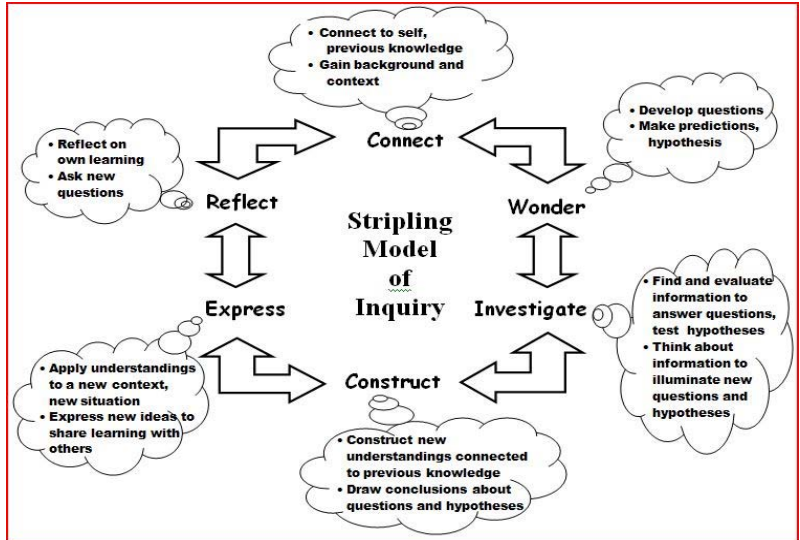 • Connect to self,
previous knowledge
• Gain background and
context
Connect
• Develop questions
• Make predictions,
hypothesis
Wonder
• Find and evaluate
information to
answer questions,
test hypotheses
• Think about
information to
illuminate new
questions and
hypotheses
Investigate
• Construct new
understandings connected
to previous knowledge
• Draw conclusions about
questions and hypotheses
Construct
• Apply understandings
to a new context,
new situation
• Express new ideas to
share learning with
others
Express
• Reflect on
own learning
• Ask new
questions
Reflect
Stripling
Model
of
Inquiry